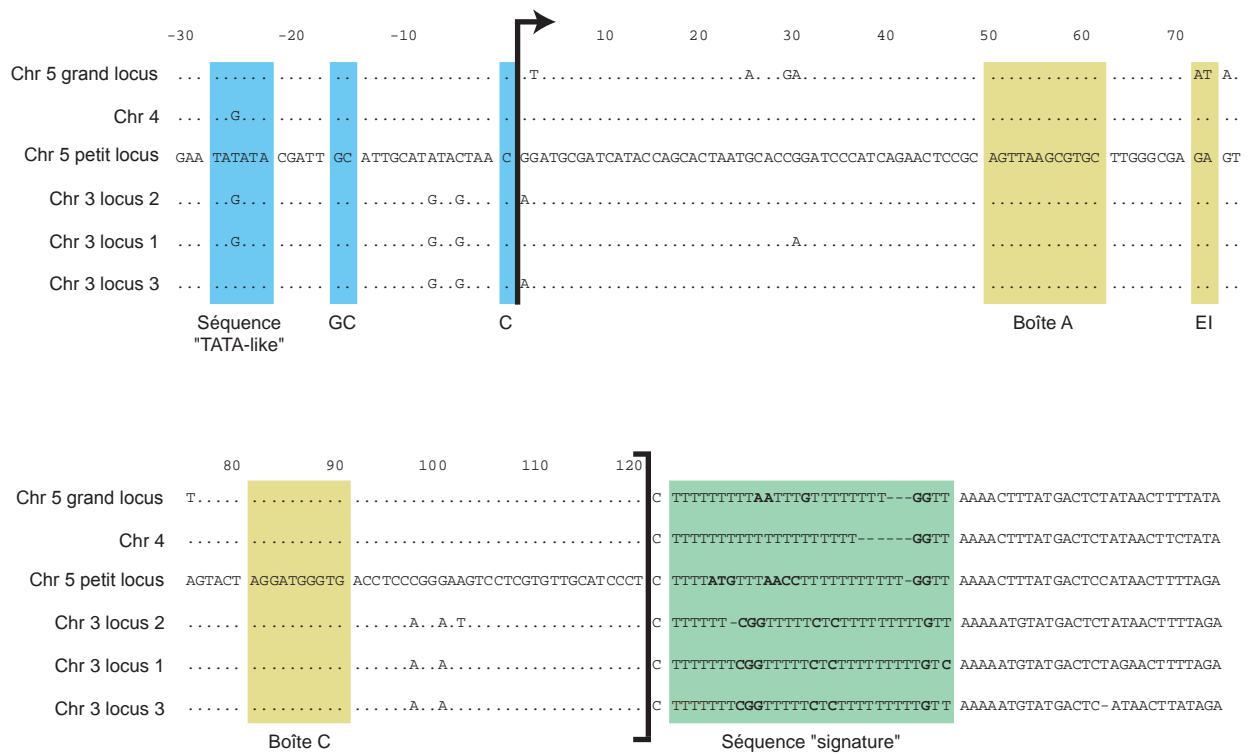 -30 -20 -10 10 20 30 40 50 60 70
Chr 5 grand locus ... ...... ..... .. .............. . .T.......................A...GA.................... ............. ........ AT A.
Chr 4 ... ..G... ..... .. .............. . .................................................. ............. ........ .. ..
Chr 5 petit locus GAA TATATA CGATT GC ATTGCATATACTAAC C GGATGCGATCATACCAGCACTAATGCACCGGATCCCATCAGAACTCCGC AGTTAAGCGTGC TTGGGCGA GA GT
Chr 3 locus 2 ... ..G... ..... .. .......G..G... . A................................................. ............. ........ .. ..
Chr 3 locus 1 ... ..G... ..... .. .......G..G... . .............................A.................... ............. ........ .. ..
Chr 3 locus 3 ... ...... ..... .. .......G..G... . A................................................. ............. ........ .. ..
Séquence
"TATA-like"
GC C Boîte A EI
80 90 100 110 120
Chr 5 grand locus T..... .......... ............................ C TTTTTTTTTAATTTGTTTTTTTT---GGTT AAAACTTTATGACTCTATAACTTTTATA
Chr 4 ...... .......... ............................ C TTTTTTTTTTTTTTTTTTTT------GGTT AAAACTTTATGACTCTATAACTTCTATA
Chr 5 petit locus AGTACT AGGATGGGTG ACCTCCCGGGAAGTCCTCGTGTTGCATCCCT C TTTTATGTTTAACCTTTTTTTTTTT-GGTT AAAACTTTATGACTCCATAACTTTTAGA
Chr 3 locus 2 ...... .......... ......A..A.T................ C TTTTTT-CGGTTTTTCTCTTTTTTTTTGTT AAAAATGTATGACTCTATAACTTTTAGA
Chr 3 locus 1 ...... .......... ......A..A.................. C TTTTTTTCGGTTTTTCTCTTTTTTTTTGTC AAAAATGTATGACTCTAGAACTTTTAGA
Chr 3 locus 3 ...... .......... ......A..A.................. C TTTTTTTCGGTTTTTCTCTTTTTTTTTGTT AAAAATGTATGACTC-ATAACTTATAGA
Boîte C Séquence "signature"